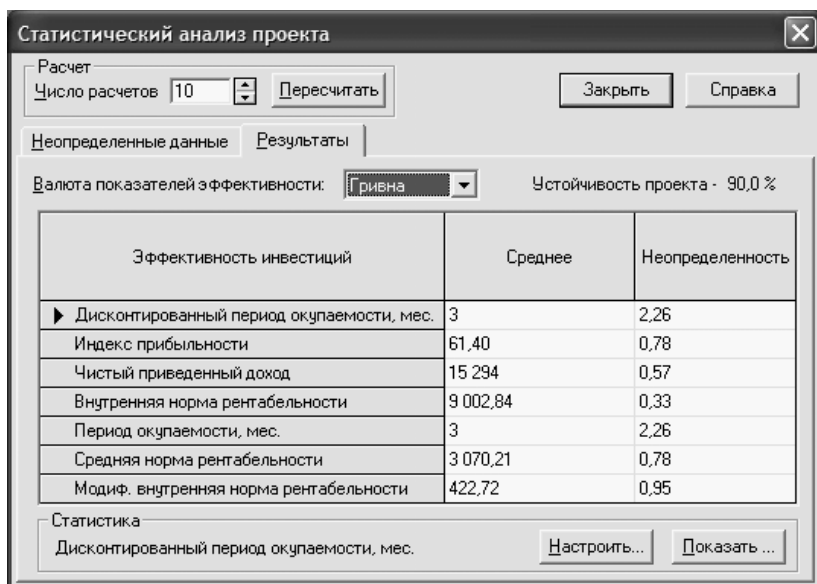 Статистический анализ проекта
Расчет
Число расчетов 10 Пересчитать Закрыть Справка
Неопределенные данные Результаты
Валюта показателей эффективности: Гривна Устойчивость проекта - 90,0 %
Эффективность инвестиций Среднее Неопределенность
Дисконтированный период окупаемости, мес. 3 2,26
Индекс прибыльности 61,40 0,78
Чистый приведенный доход 15 294 0,57
Внутренняя норма рентабельности 9 002,84 0,33
Период окупаемости, мес. 3 2,26
Средняя норма рентабельности 3 070,21 0,78
Модиф. внутренняя норма рентабельности 422,72 0,95
Статистика
Дисконтированный период окупаемости, мес. Настроить... Показать ...